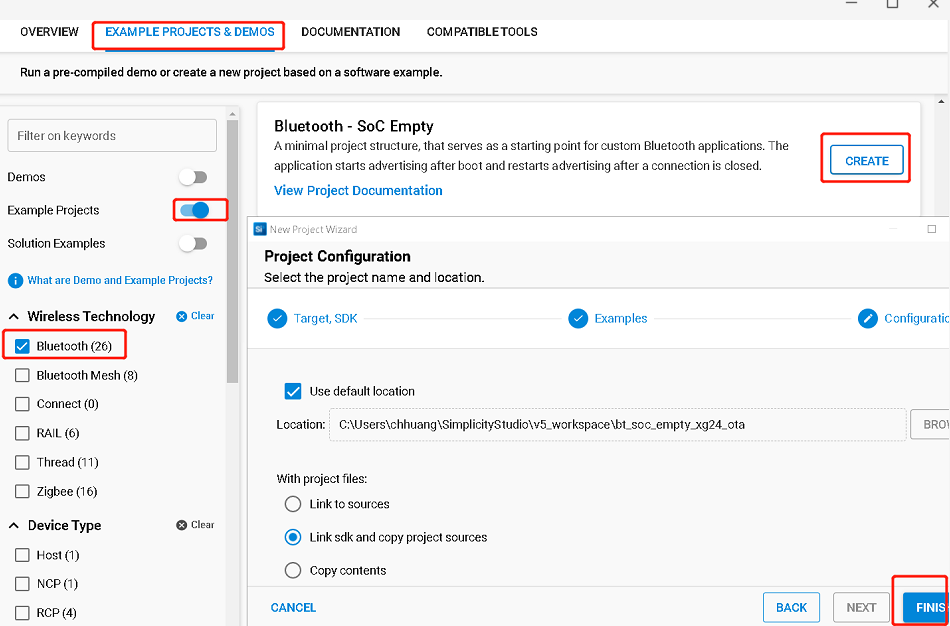 OVERVIEW EXAMPLE PROJECTS & DEMOS DOCUMENTATION COMPATIBLE TOOLS
Run a pre-compiled demo or create a new project based on a software example.
Filter on keywords
Demos
Example Projects
Solution Examples
What are Demo and Example Projects?
Wireless Technology Clear
Bluetooth (26)
Bluetooth Mesh (8)
Connect (0)
RAIL (6)
Thread (11)
Zigbee (16)
Device Type Clear
Host (1)
NCP (1)
RCP (4)
Bluetooth - SoC Empty
A minimal project structure, that serves as a starting point for custom Bluetooth applications. The
application starts advertising after boot and restarts advertising after a connection is closed.
View Project Documentation
CREATE
Si New Project Wizard
Project Configuration
Select the project name and location.
Target, SDK Examples Configuratio
Use default location
Location: C:\Users\chhuang\SimplicityStudio\v5_workspace\bt_soc_empty_xg24_ota BRO
With project files:
Link to sources
Link sdk and copy project sources
Copy contents
CANCEL BACK NEXT FINIS